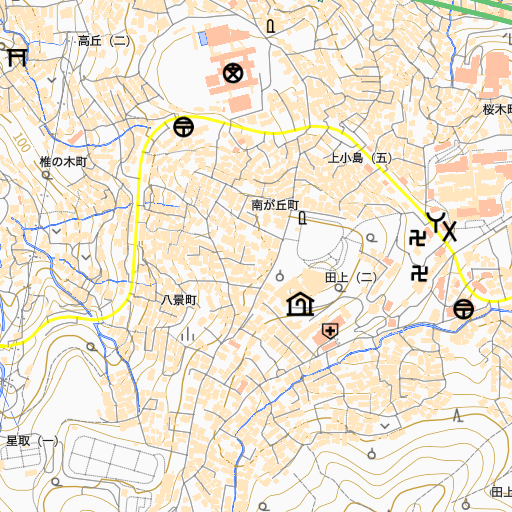 高丘（二）
桜木町
椎の木町
上小島（五）
南が丘町
田上（二）
八景町
星取（一）
田上
100